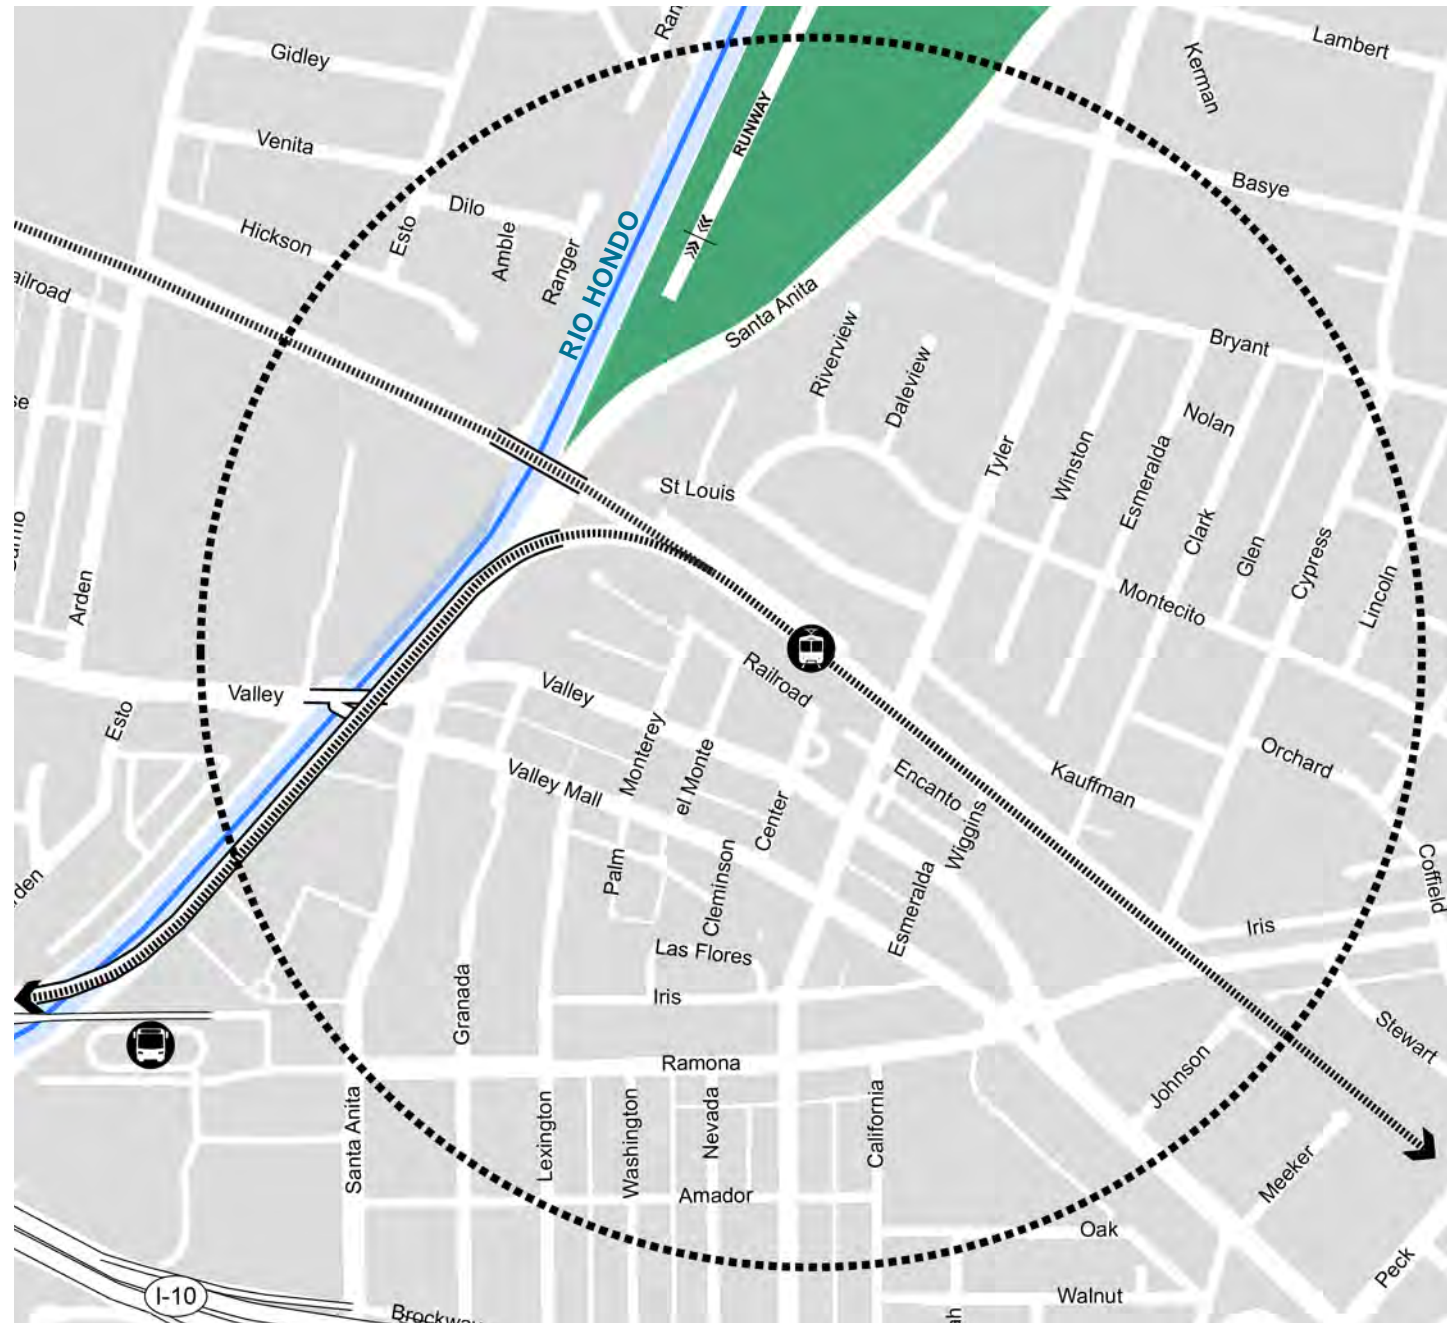 Lambert
Gidley
Kerman
RUNWAY
Venita
Basye
Dilo
Hickson
Esto
Amble
Ranger
RIO HONDO
ailroad
Santa Anita
Riverview
Bryant
Daleview
Nolan
Tyler
Winston
Esmeralda
St Louis
Clark
Glen
Cypress
Lincoln
Arden
Montecito
Railroad
Valley
Valley
Esto
Monterey
el Monte
Valley Mall
Orchard
Kauffman
Encanto
Center
Wiggins
Palm
Cleminson
Esmeralda
Coffield
rden
Las Flores
Iris
Iris
Granada
Stewart
Ramona
Johnson
Santa Anita
Lexington
Washington
Nevada
California
Amador
Meeker
Oak
Peck
I-10
Walnut
Brockway